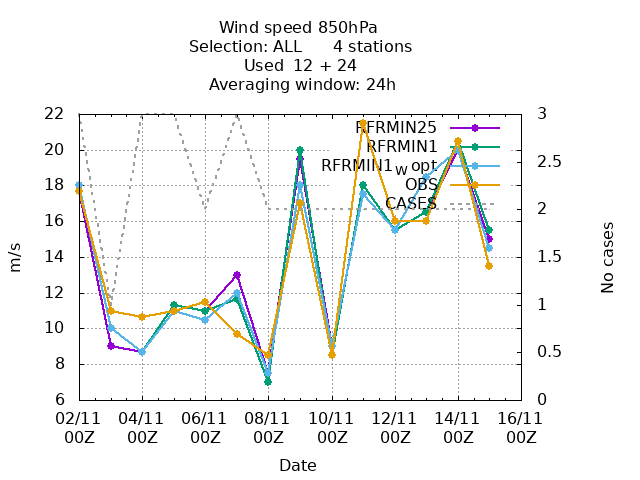 Wind speed 850hPa
Selection: ALL 4 stations
Used 12 + 24
Averaging window: 24h
22
20
18
16
14
12
10
8
6
m/s
3
2.5
2
1.5
1
0.5
0
No cases
RFRMIN25
RFRMIN1
RFRMIN1w opt
OBS
CASES
02/11 04/11 06/11 08/11 10/11 12/11 14/11 16/11
00Z 00Z 00Z 00Z 00Z 00Z 00Z 00Z
Date